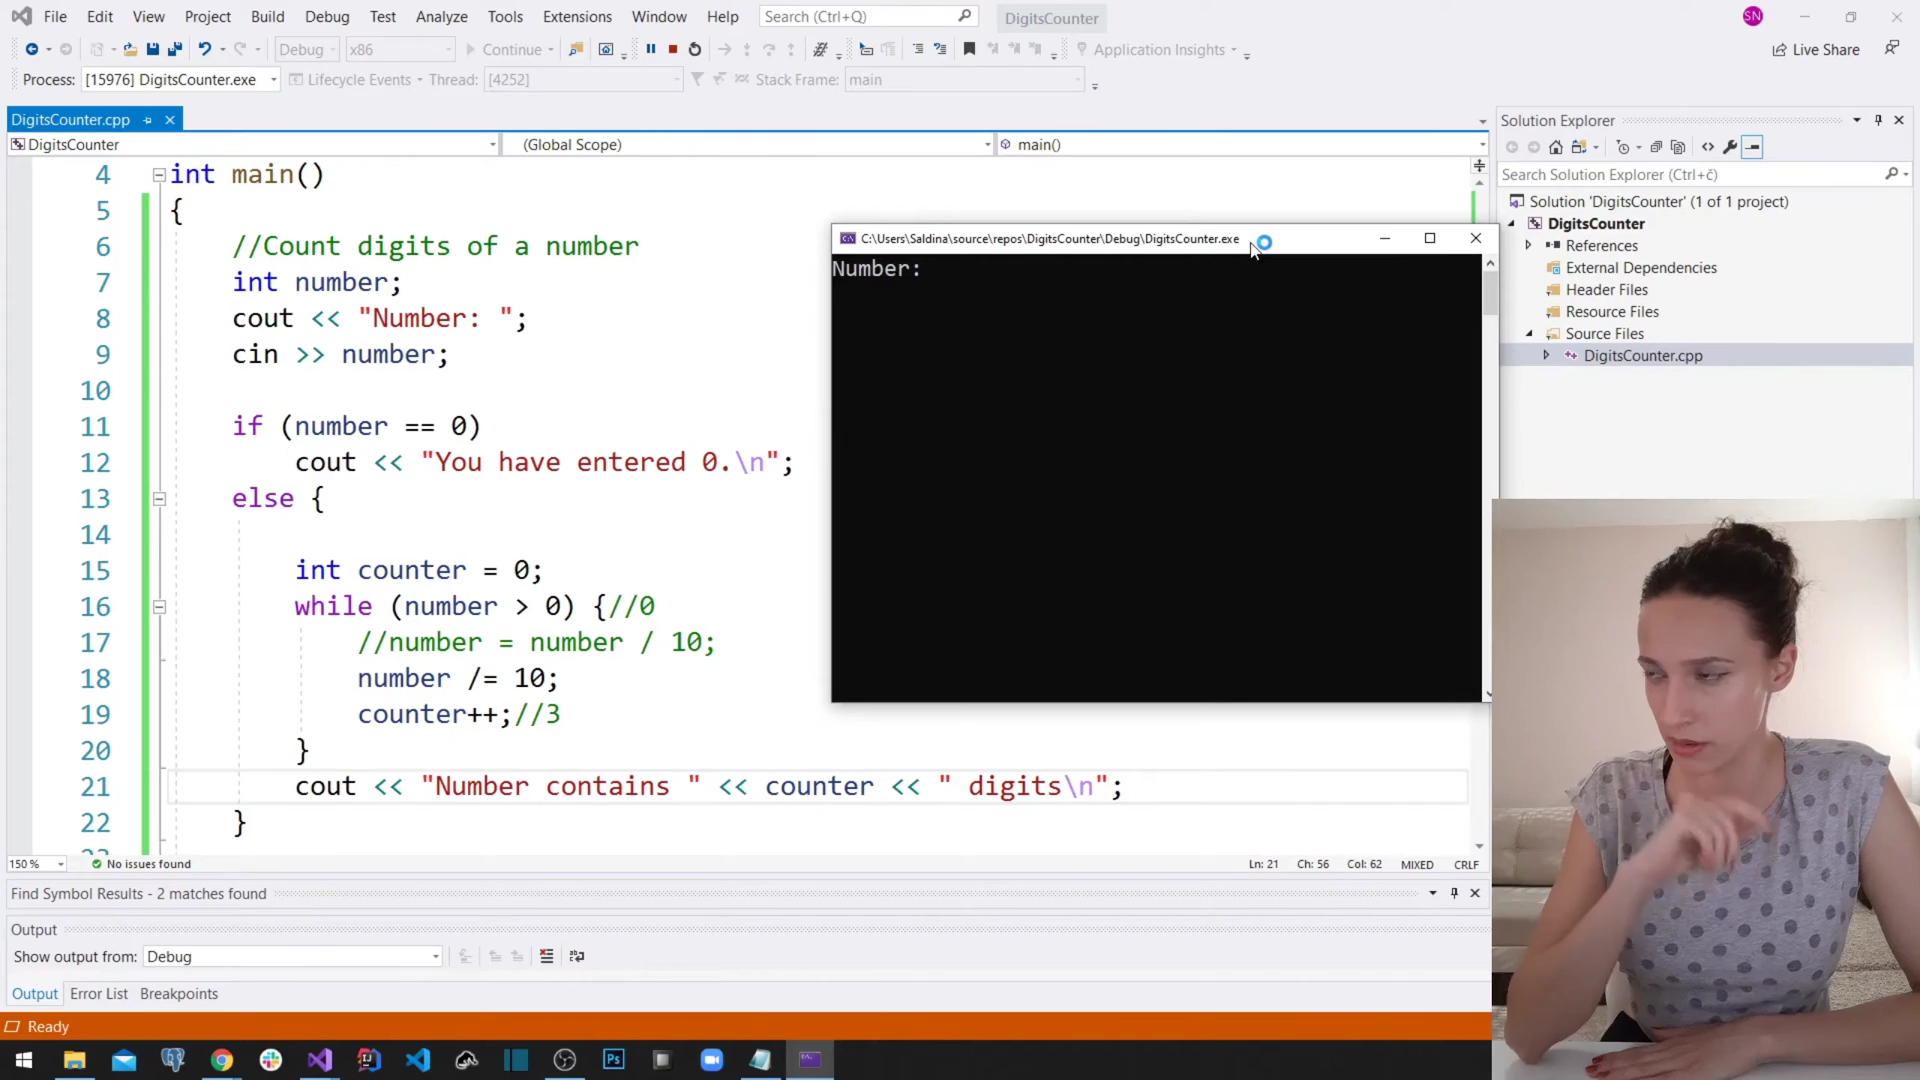 File Edit View Project Build Debug Test Analyze Tools Extensions Window Help Search (Ctrl+Q) DigitsCounter SN
Debug x86 Continue Application Insights Live Share
Process: [15976] DigitsCounter.exe Lifecycle Events Thread: [4252] Stack Frame: main
DigitsCounter.cpp
DigitsCounter (Global Scope) main()
4 int main()
5 {
6 //Count digits of a number
7 int number;
8 cout << "Number: ";
9 cin >> number;
10
11 if (number == 0)
12 cout << "You have entered 0.\n";
13 else {
14
15 int counter = 0;
16 while (number > 0) {//0
17 //number = number / 10;
18 number /= 10;
19 counter++;//3
20 }
21 cout << "Number contains " << counter << " digits\n";
22 }
C:\Users\Saldina\source\repos\DigitsCounter\Debug\DigitsCounter.exe
Number:
Solution Explorer
Search Solution Explorer (Ctrl+č)
Solution 'DigitsCounter' (1 of 1 project)
DigitsCounter
References
External Dependencies
Header Files
Resource Files
Source Files
DigitsCounter.cpp
150 % No issues found Ln: 21 Ch: 56 Col: 62 MIXED CRLF
Find Symbol Results - 2 matches found
Output
Show output from: Debug
Output Error List Breakpoints
Ready
Ps